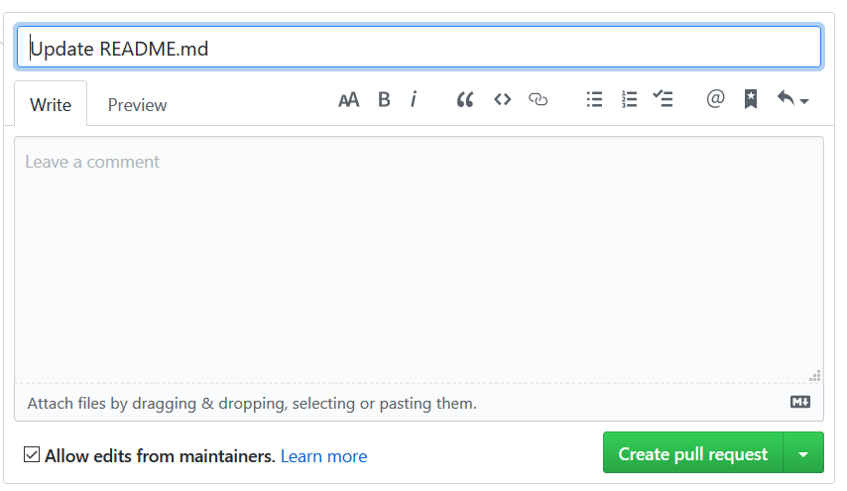 Update README.md
Write Preview AA B i @
Leave a comment
Attach files by dragging & dropping, selecting or pasting them.
Allow edits from maintainers. Learn more
Create pull request